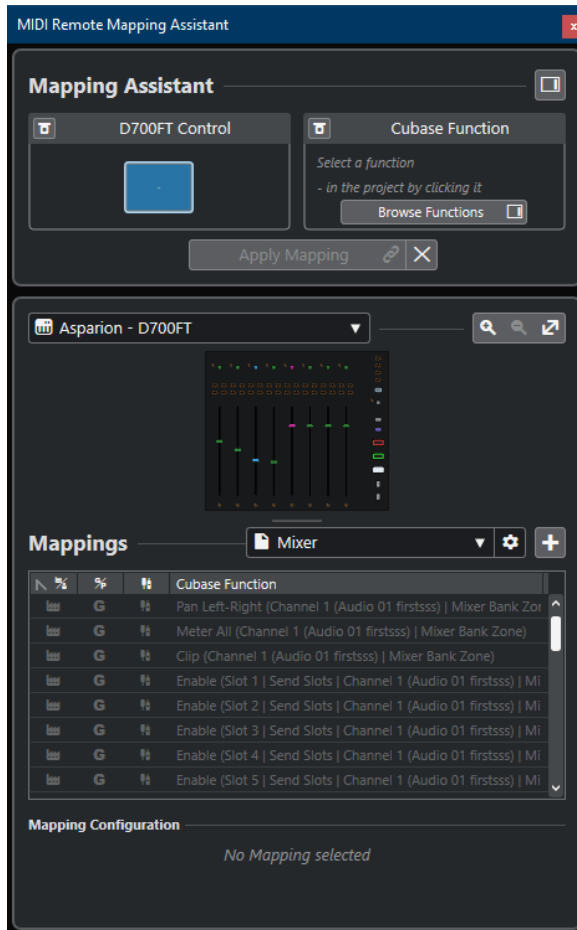 MIDI Remote Mapping Assistant
Mapping Assistant
D700FT Control
Cubase Function
Select a function
- in the project by clicking it
Browse Functions
Apply Mapping
Asparion - D700FT
Mappings
Mixer
Cubase Function
G Pan Left-Right (Channel 1 (Audio 01 firstsss) | Mixer Bank Zor
G Meter All (Channel 1 (Audio 01 firstsss) | Mixer Bank Zone)
G Clip (Channel 1 (Audio 01 firstsss) | Mixer Bank Zone)
G Enable (Slot 1 | Send Slots | Channel 1 (Audio 01 firstsss) | Mi
G Enable (Slot 2 | Send Slots | Channel 1 (Audio 01 firstsss) | Mi
G Enable (Slot 3 | Send Slots | Channel 1 (Audio 01 firstsss) | Mi
G Enable (Slot 4 | Send Slots | Channel 1 (Audio 01 firstsss) | Mi
G Enable (Slot 5 | Send Slots | Channel 1 (Audio 01 firstsss) | Mi
Mapping Configuration
No Mapping selected